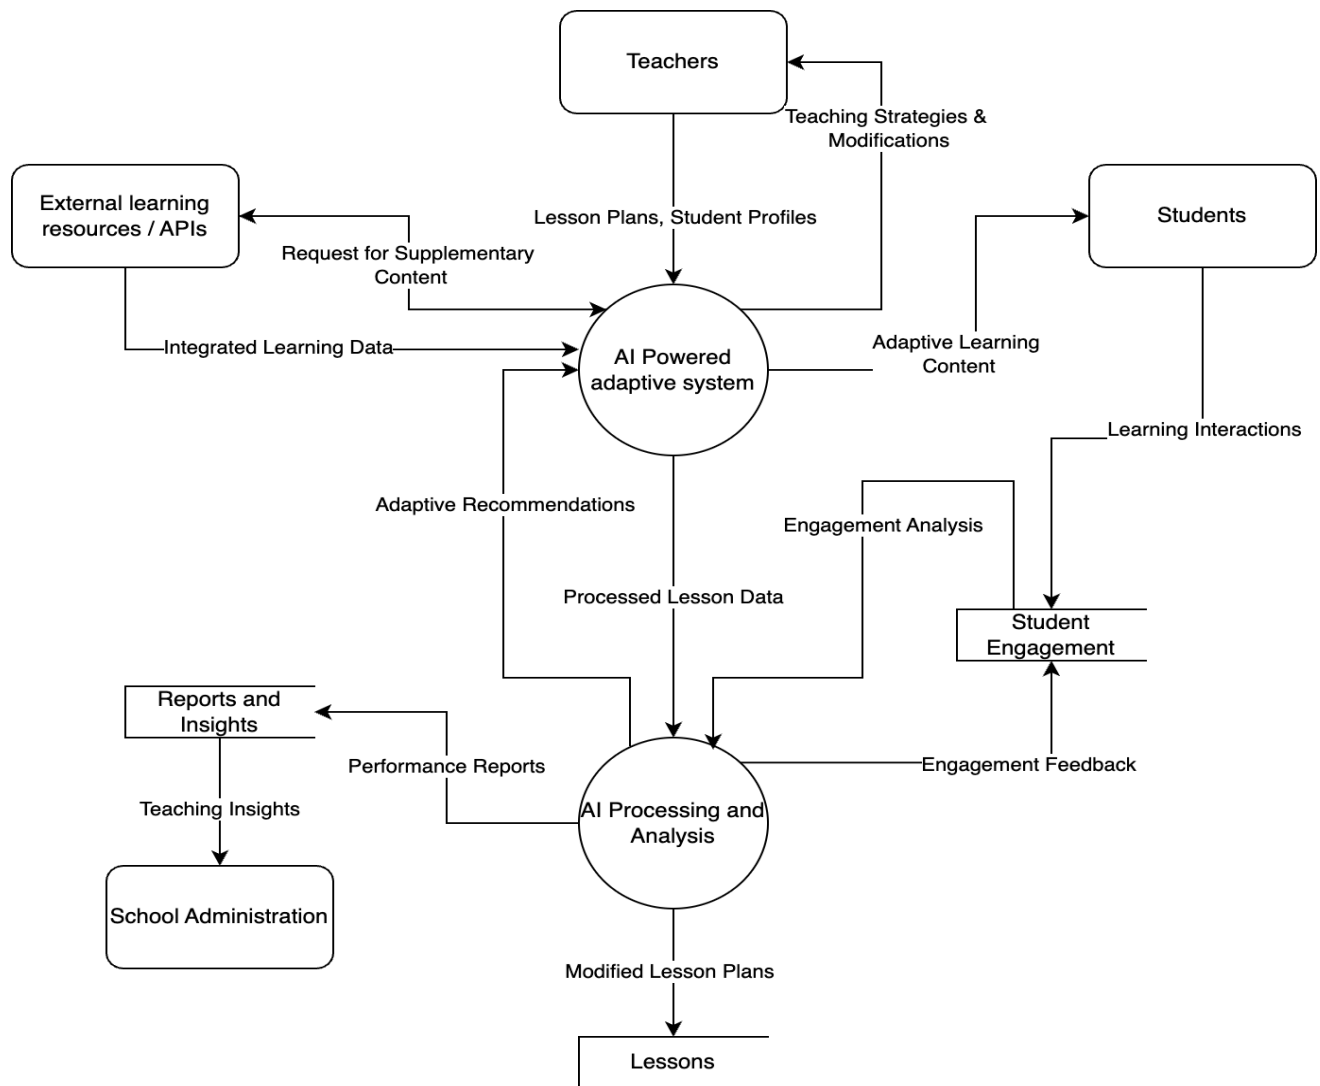 Teachers
Teaching Strategies &
Modifications
External learning
resources / APIs
Students
Lesson Plans, Student Profiles
Request for Supplementary
Content
Integrated Learning Data
AI Powered
adaptive system
Adaptive Learning
Content
Learning Interactions
Adaptive Recommendations
Engagement Analysis
Processed Lesson Data
Student
Engagement
Reports and
Insights
Performance Reports
Engagement Feedback
Teaching Insights
AI Processing and
Analysis
School Administration
Modified Lesson Plans
Lessons